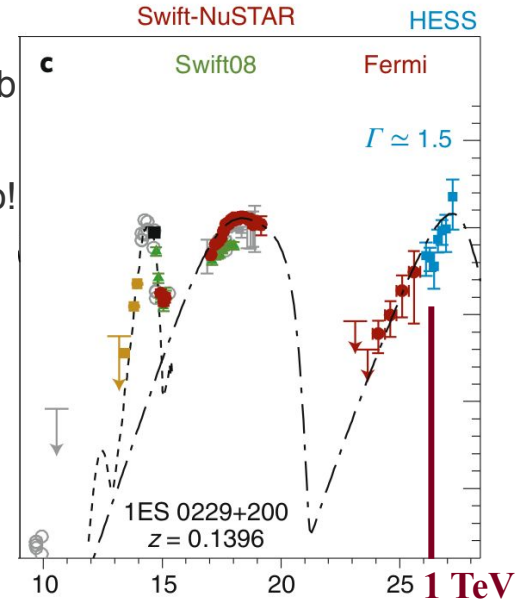 Swift-NuSTAR
HESS
c
Swift08
Fermi
b
Γ ≃ 1.5
o!
1ES 0229+200
z = 0.1396
10
15
20
25
1 TeV